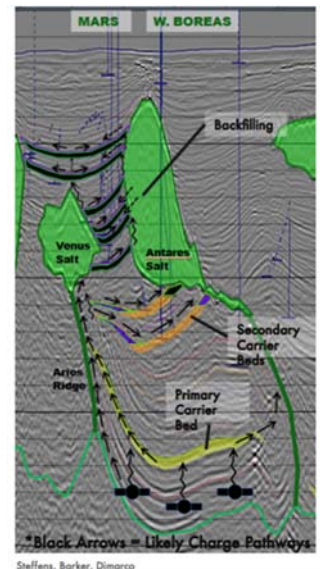 MARS
W. BOREAS
Backfilling
Venus
Salt
Antares
Salt
Secondary
Carrier
Beds
Aries
Ridge
Primary
Carrier
Bed
*Black Arrows = Likely Charge Pathways
Steffens, Barker, Dimarco